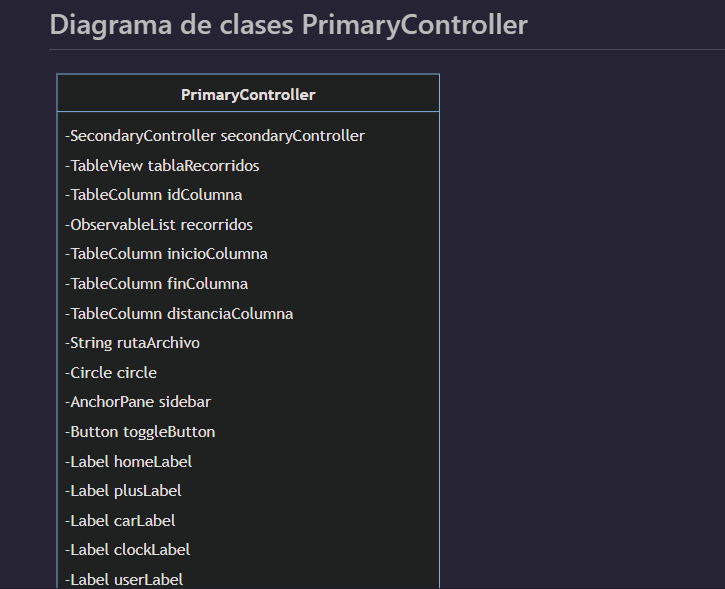 Diagrama de clases PrimaryController
PrimaryController
-SecondaryController secondaryController
-TableView tablaRecorridos
-TableColumn idColumna
-ObservableList recorridos
-TableColumn inicioColumna
-TableColumn finColumna
-TableColumn distanciaColumna
-String rutaArchivo
-Circle circle
-AnchorPane sidebar
-Button toggleButton
-Label homeLabel
-Label plusLabel
-Label carLabel
-Label clockLabel
-Label userLabel